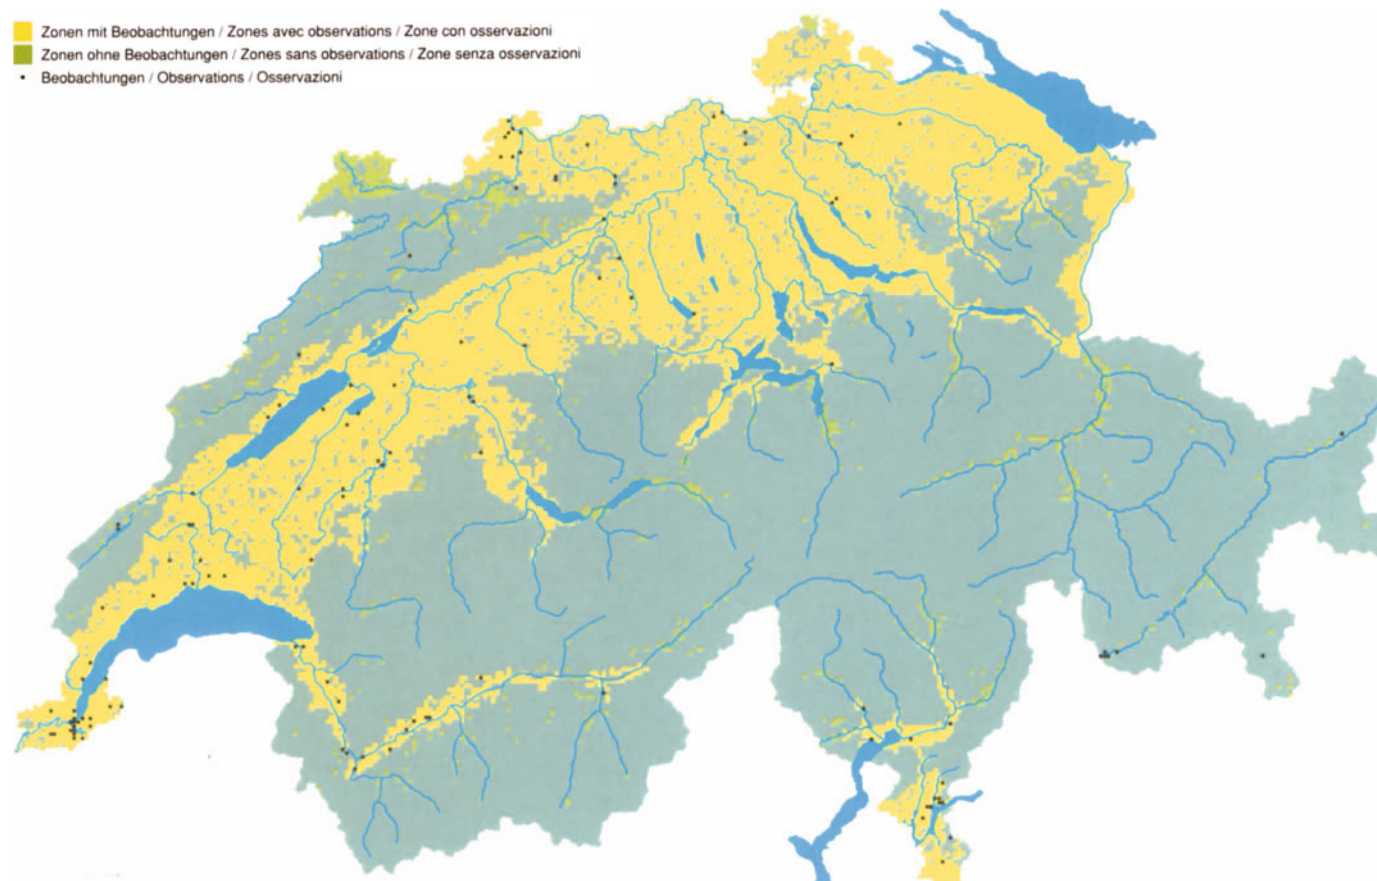 Zonen mit Beobachtungen / Zones avec observations / Zone con osservazioni
Zonen ohne Beobachtungen / Zones sans observations / Zone senza osservazioni
Beobachtungen / Observations / Osservazioni